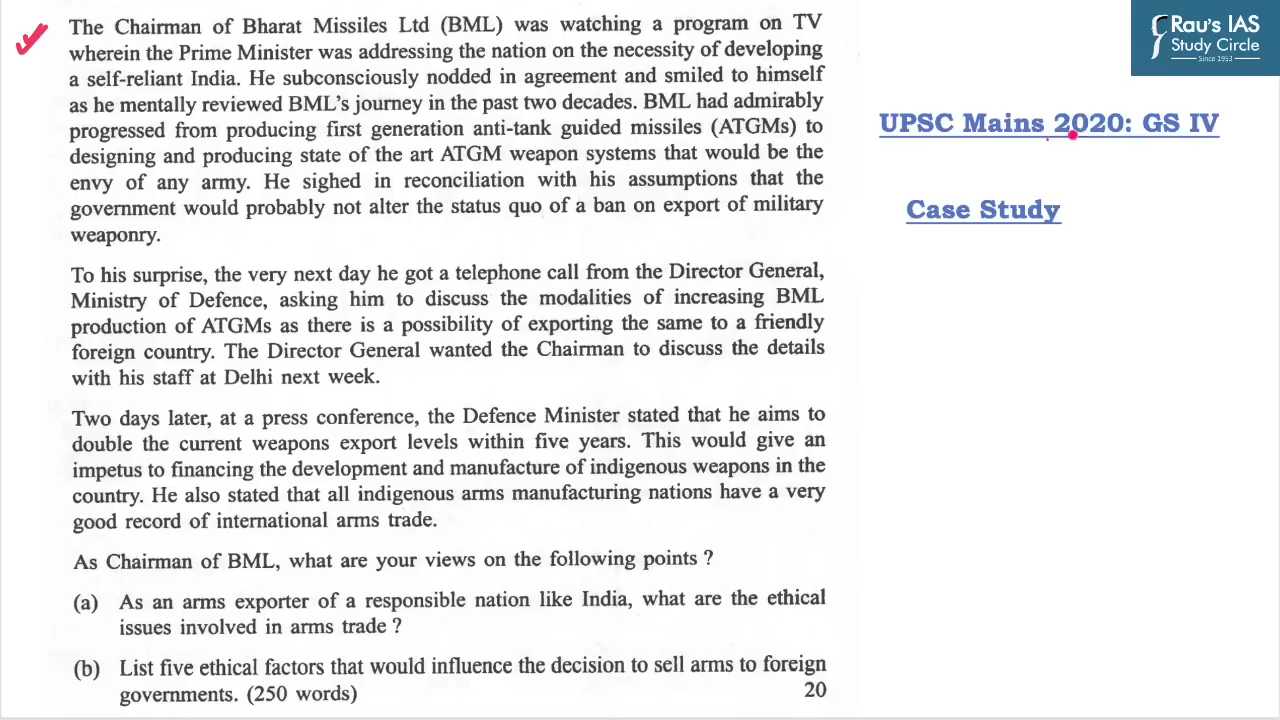 The Chairman of Bharat Missiles Ltd (BML) was watching a program on TV
wherein the Prime Minister was addressing the nation on the necessity of developing
a self-reliant India. He subconsciously nodded in agreement and smiled to himself
as he mentally reviewed BML's journey in the past two decades. BML had admirably
progressed from producing first generation anti-tank guided missiles (ATGMs) to
designing and producing state of the art ATGM weapon systems that would be the
envy of any army. He sighed in reconciliation with his assumptions that the
government would probably not alter the status quo of a ban on export of military
weaponry.
To his surprise, the very next day he got a telephone call from the Director General,
Ministry of Defence, asking him to discuss the modalities of increasing BML
production of ATGMs as there is a possibility of exporting the same to a friendly
foreign country. The Director General wanted the Chairman to discuss the details
with his staff at Delhi next week.
Two days later, at a press conference, the Defence Minister stated that he aims to
double the current weapons export levels within five years. This would give an
impetus to financing the development and manufacture of indigenous weapons in the
country. He also stated that all indigenous arms manufacturing nations have a very
good record of international arms trade.
As Chairman of BML, what are your views on the following points ?
(a) As an arms exporter of a responsible nation like India, what are the ethical
issues involved in arms trade ?
(b) List five ethical factors that would influence the decision to sell arms to foreign
governments. (250 words) 20
Rau's IAS
Study Circle
Since 1953
UPSC Mains 2020: GS IV
Case Study